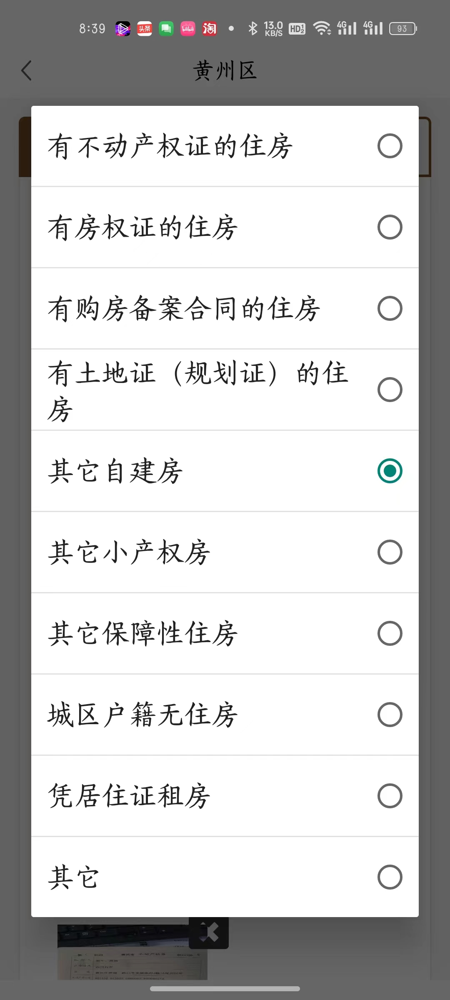 8:39
头条
bilibili
淘
13.0
KB/S
HD 1 2
4G
4G
93
黄州区
有不动产权证的住房
有房权证的住房
有购房备案合同的住房
有土地证（规划证）的住
房
其它自建房
其它小产权房
其它保障性住房
城区户籍无住房
凭居住证租房
其它